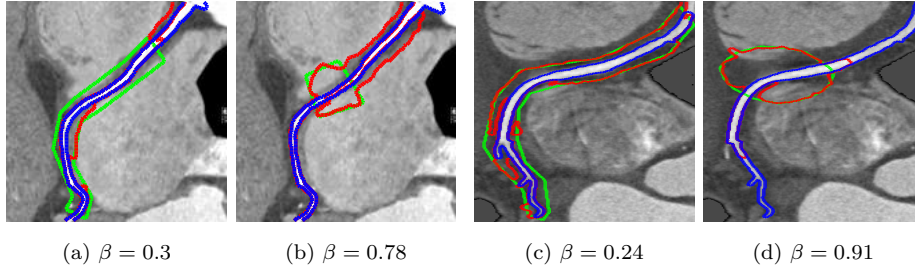 (a) β = 0.3
(b) β = 0.78
(c) β = 0.24
(d) β = 0.91